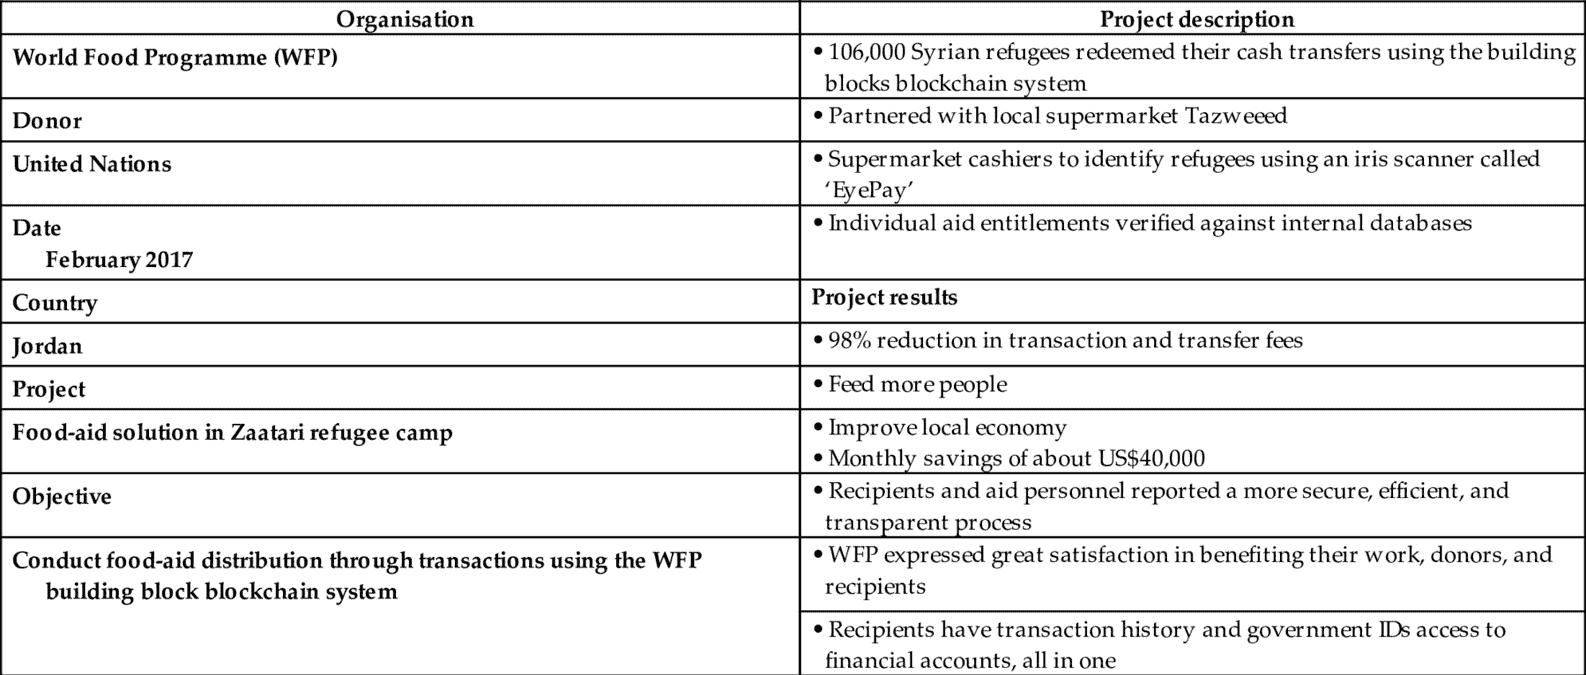 Organisation
Project description
World Food Programme (WFP)
• 106,000 Syrian refugees redeemed their cash transfers using the building
blocks blockchain system
Donor
• Partnered with local supermarket Tazweeed
United Nations
• Supermarket cashiers to identify refugees using an iris scanner called
‘EyePay’
Date
February 2017
• Individual aid entitlements verified against internal databases
Country
Project results
Jordan
• 98% reduction in transaction and transfer fees
Project
• Feed more people
Food-aid solution in Zaatari refugee camp
• Improve local economy
• Monthly savings of about US$40,000
Objective
• Recipients and aid personnel reported a more secure, efficient, and
transparent process
Conduct food-aid distribution through transactions using the WFP
building block blockchain system
• WFP expressed great satisfaction in benefiting their work, donors, and
recipients
• Recipients have transaction history and government IDs access to
financial accounts, all in one